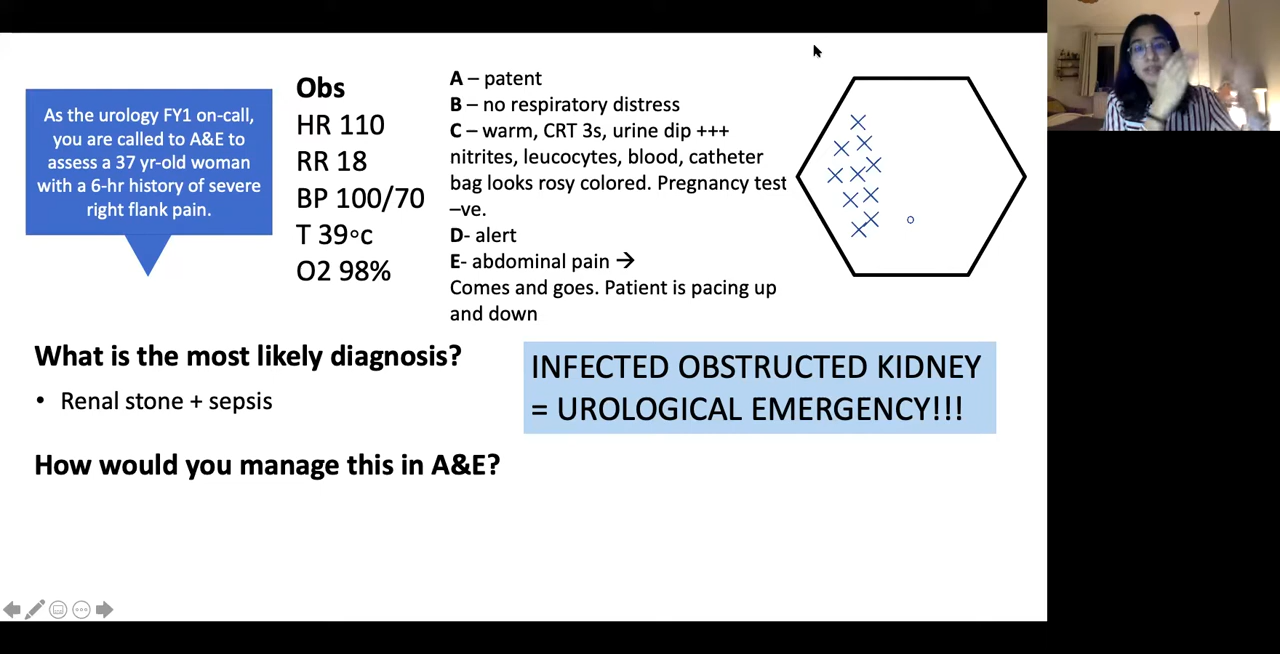 As the urology FY1 on-call,
you are called to A&E to
assess a 37 yr-old woman
with a 6-hr history of severe
right flank pain.
Obs
HR 110
RR 18
BP 100/70
T 39°c
O2 98%
A – patent
B – no respiratory distress
C – warm, CRT 3s, urine dip +++
nitrites, leucocytes, blood, catheter
bag looks rosy colored. Pregnancy test
–ve.
D- alert
E- abdominal pain →
Comes and goes. Patient is pacing up
and down
What is the most likely diagnosis?
• Renal stone + sepsis
INFECTED OBSTRUCTED KIDNEY
= UROLOGICAL EMERGENCY!!!
How would you manage this in A&E?